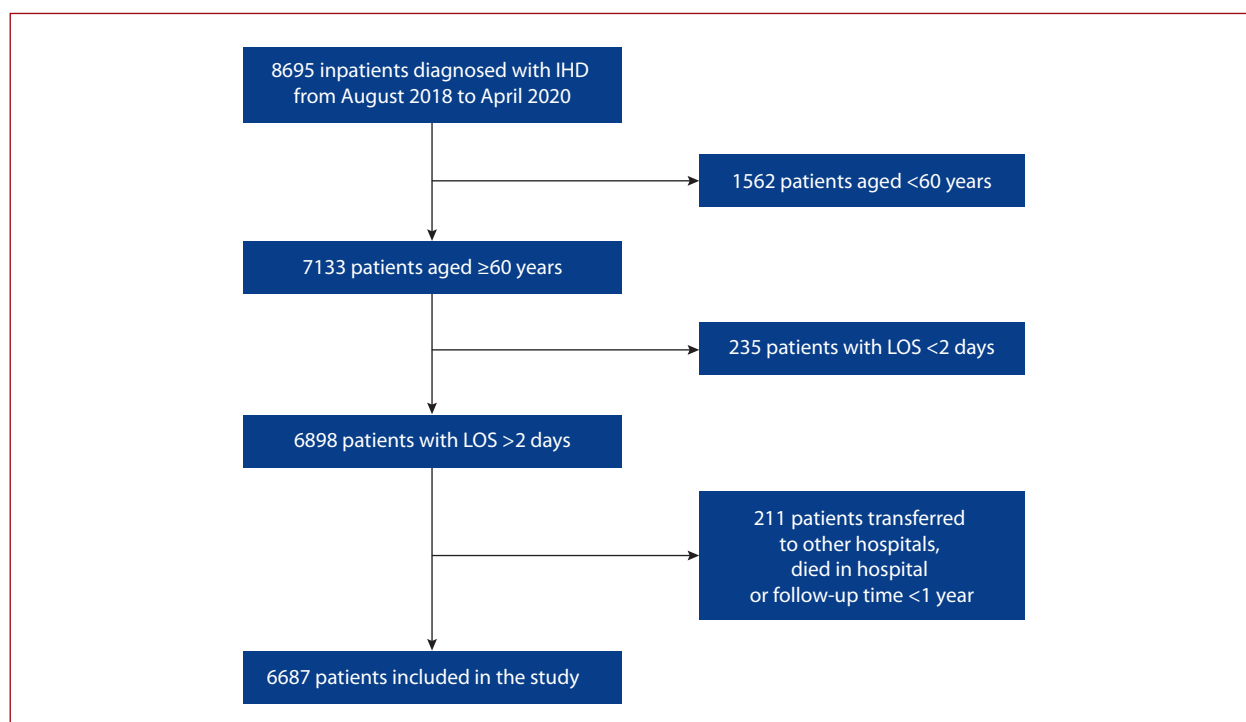 8695 inpatients diagnosed with IHD
from August 2018 to April 2020
1562 patients aged <60 years
7133 patients aged ≥60 years
235 patients with LOS <2 days
6898 patients with LOS >2 days
211 patients transferred
to other hospitals,
died in hospital
or follow-up time <1 year
6687 patients included in the study